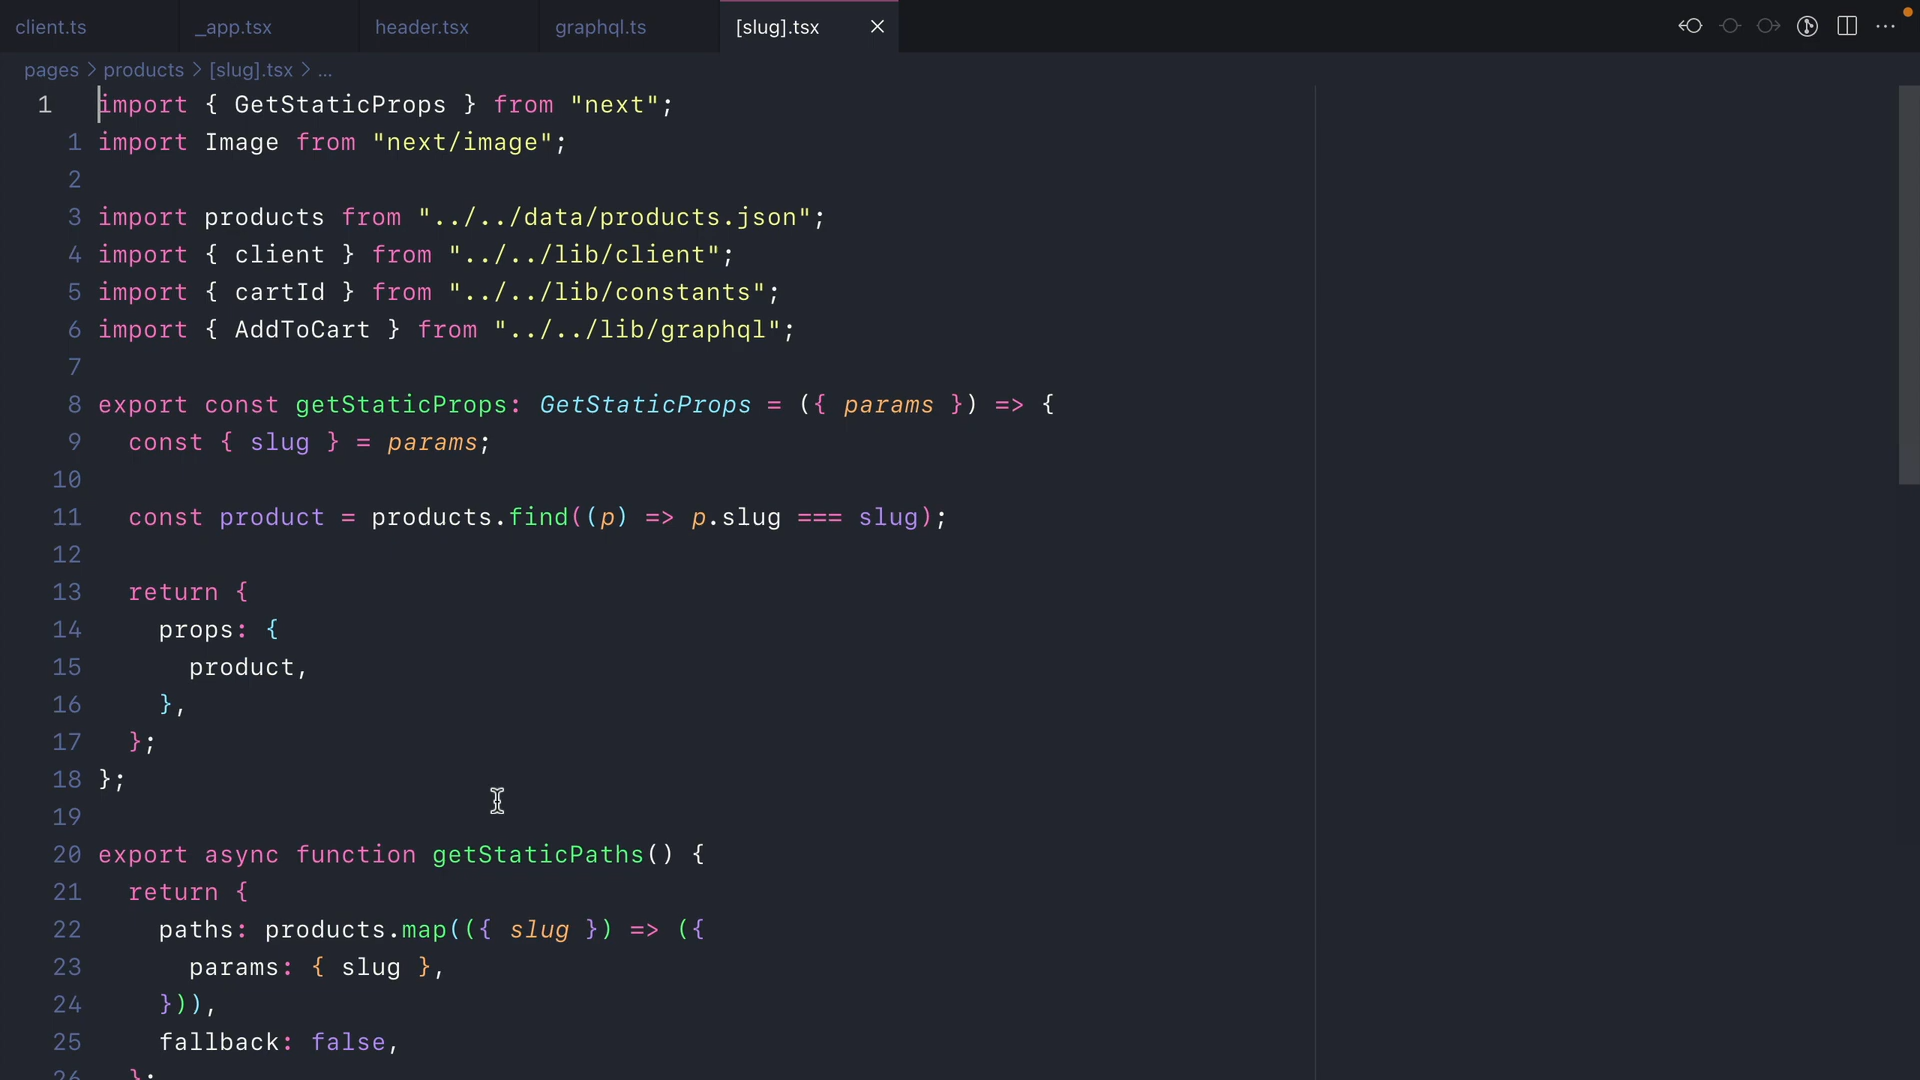 client.ts _app.tsx header.tsx graphql.ts [slug].tsx
pages > products > [slug].tsx > ...
1 import { GetStaticProps } from "next";
1 import Image from "next/image";
2
3 import products from "../../data/products.json";
4 import { client } from "../../lib/client";
5 import { cartId } from "../../lib/constants";
6 import { AddToCart } from "../../lib/graphql";
7
8 export const getStaticProps: GetStaticProps = ({ params }) => {
9 const { slug } = params;
10
11 const product = products.find((p) => p.slug === slug);
12
13 return {
14 props: {
15 product,
16 },
17 };
18 };
19
20 export async function getStaticPaths() {
21 return {
22 paths: products.map(({ slug }) => ({
23 params: { slug },
24 })),
25 fallback: false,
26 };